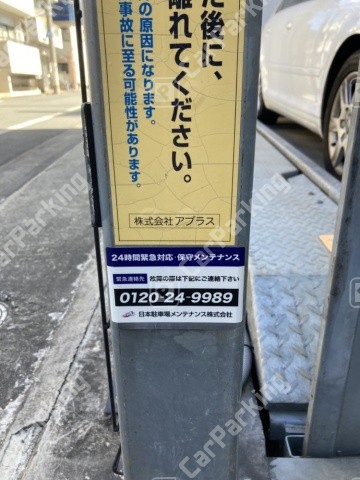 た後に、
離れてください。
の原因になります。
事故に至る可能性があります。
株式会社アプラス
24時間緊急対応・保守メンテナンス
緊急連絡先 故障の際は下記にご連絡下さい
0120-24-9989
日本駐車場メンテナンス株式会社
CarParking
CarParking
CarParking
CarParking
CarParking
CarParking